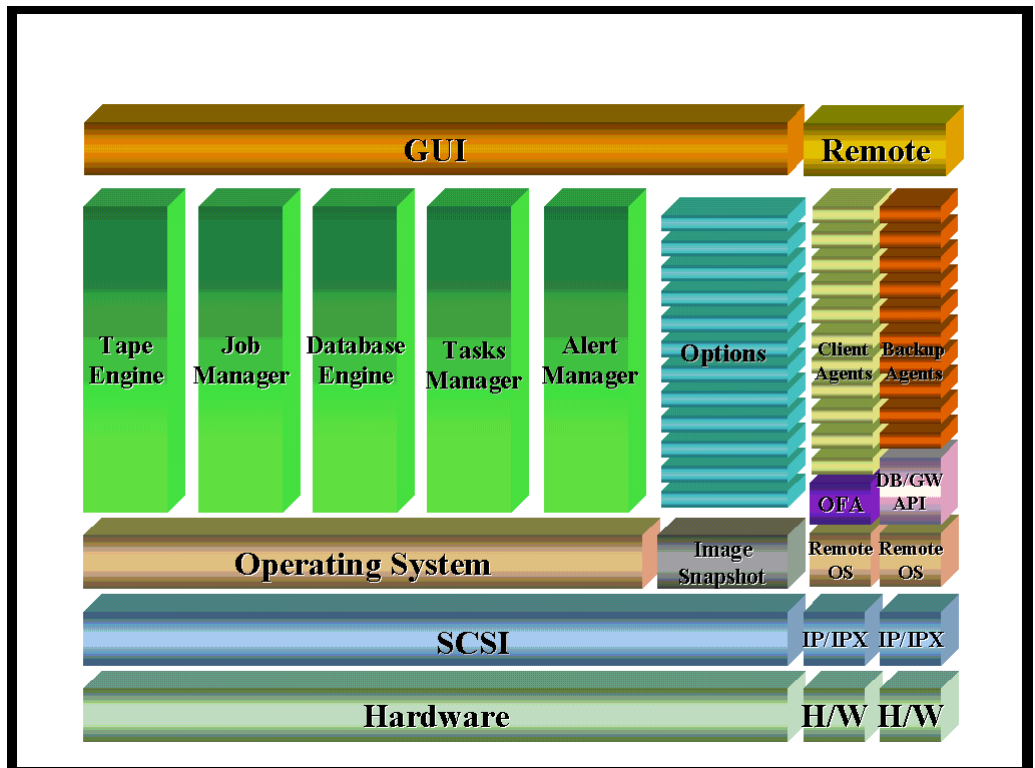 GUI
Remote
Tape
Engine
Job
Manager
Database
Engine
Tasks
Manager
Alert
Manager
Options
Client
Agents
Backup
Agents
OFA
DB/GW
API
Operating System
Image
Snapshot
Remote
OS
Remote
OS
SCSI
IP/IPX
IP/IPX
Hardware
H/W
H/W